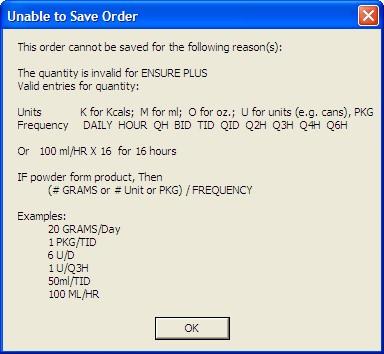 Unable to Save Order
This order cannot be saved for the following reason(s):
The quantity is invalid for ENSURE PLUS
Valid entries for quantity:
Units K for Kcals; M for ml; O for oz.; U for units (e.g. cans), PKG
Frequency DAILY HOUR QH BID TID QID Q2H Q3H Q4H Q6H
Or 100 ml/HR X 16 for 16 hours
IF powder form product, Then
(# GRAMS or # Unit or PKG) / FREQUENCY
Examples:
20 GRAMS/Day
1 PKG/TID
6 U/D
1 U/Q3H
50ml/TID
100 ML/HR
OK